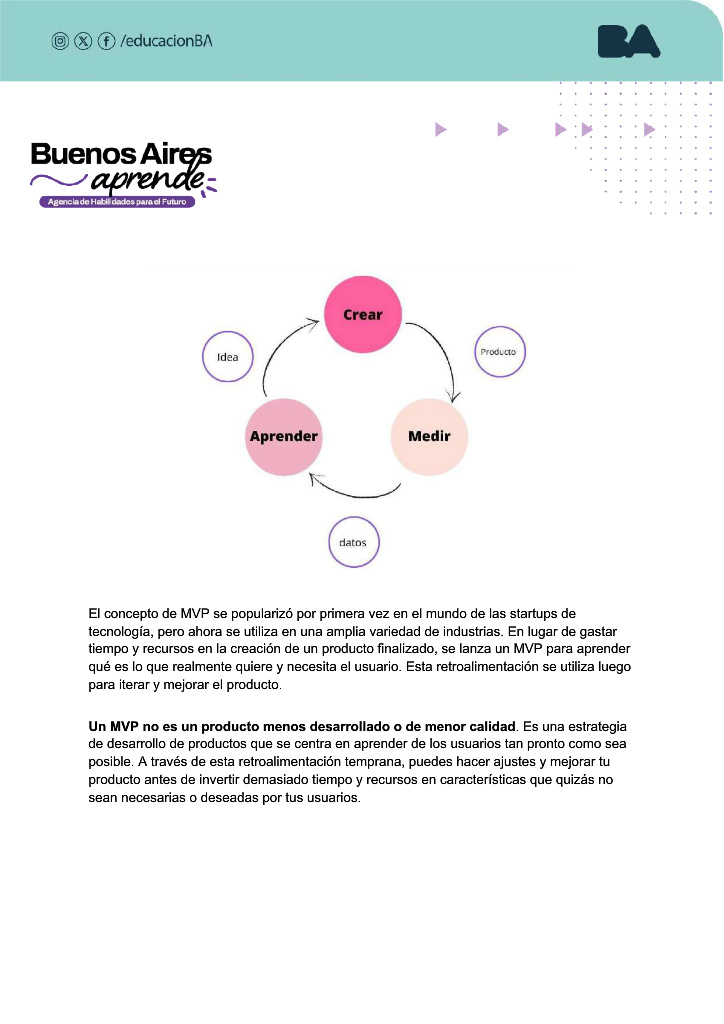 /educacionBA
BA
Buenos Aires
aprende
Agencia de Habilidades para el Futuro
Crear
Idea
Producto
Aprender
Medir
datos
El concepto de MVP se popularizó por primera vez en el mundo de las startups de
tecnología, pero ahora se utiliza en una amplia variedad de industrias. En lugar de gastar
tiempo y recursos en la creación de un producto finalizado, se lanza un MVP para aprender
qué es lo que realmente quiere y necesita el usuario. Esta retroalimentación se utiliza luego
para iterar y mejorar el producto.
Un MVP no es un producto menos desarrollado o de menor calidad. Es una estrategia
de desarrollo de productos que se centra en aprender de los usuarios tan pronto como sea
posible. A través de esta retroalimentación temprana, puedes hacer ajustes y mejorar tu
producto antes de invertir demasiado tiempo y recursos en características que quizás no
sean necesarias o deseadas por tus usuarios.